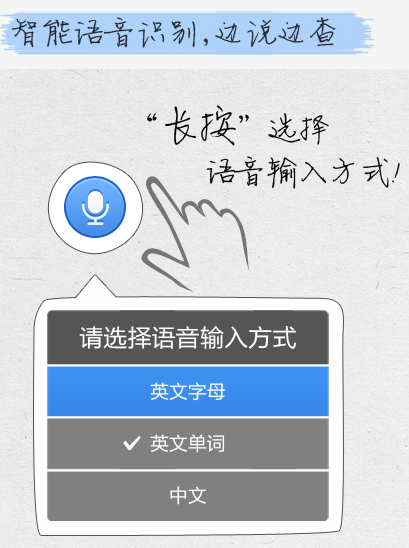 智能语音识别,边说边查
“长按”选择
语音输入方式!
请选择语音输入方式
英文字母
英文单词
中文